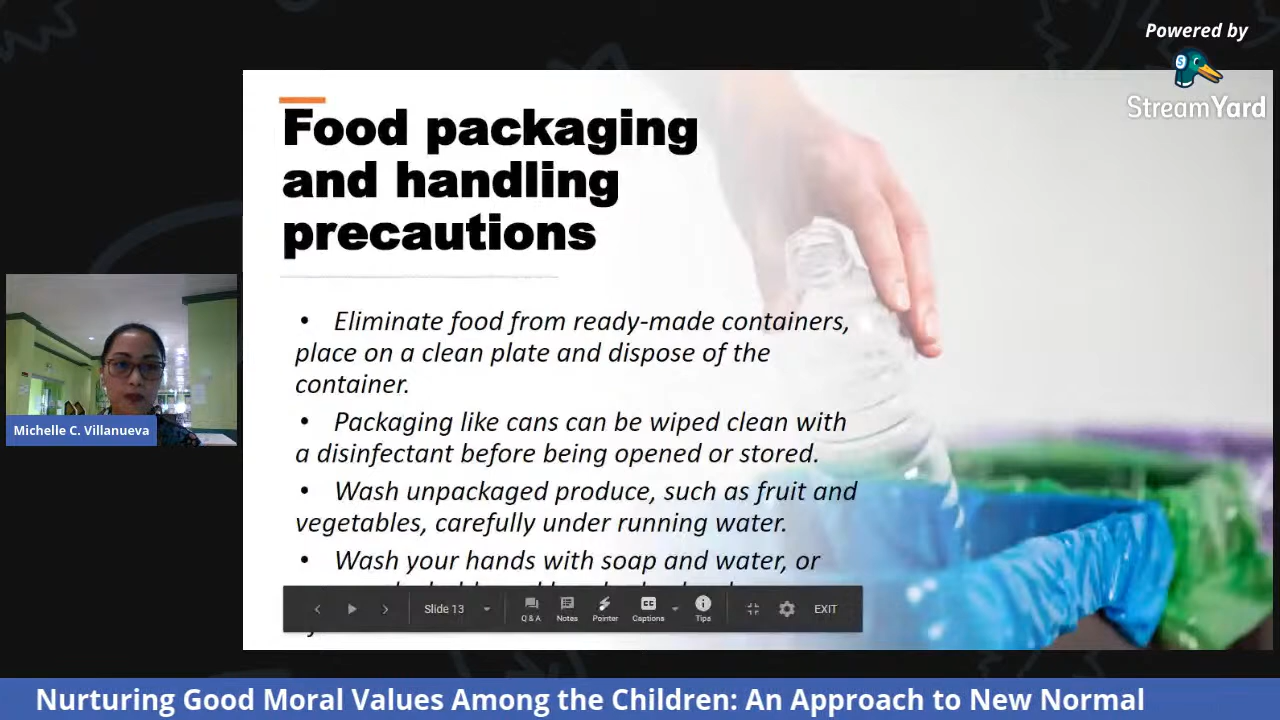 Powered by
StreamYard
Food packaging
and handling
precautions
• Eliminate food from ready-made containers,
place on a clean plate and dispose of the
container.
• Packaging like cans can be wiped clean with
a disinfectant before being opened or stored.
• Wash unpackaged produce, such as fruit and
vegetables, carefully under running water.
• Wash your hands with soap and water, or
Michelle C. Villanueva
Slide 13
Q & A
Notes
Pointer
Captions
Tips
EXIT
Nurturing Good Moral Values Among the Children: An Approach to New Normal